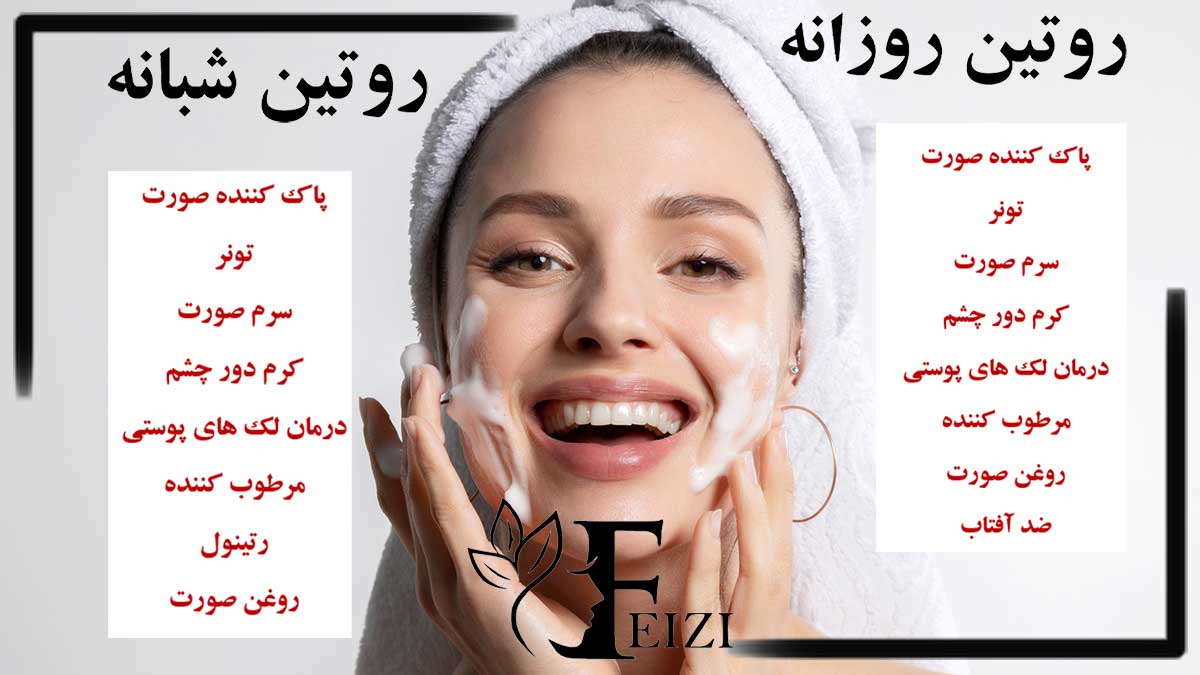 روتین روزانه
پاک کننده صورت
تونر
سرم صورت
کرم دور چشم
درمان لک های پوستی
مرطوب کننده
روغن صورت
ضد آفتاب
روتین شبانه
پاک کننده صورت
تونر
سرم صورت
کرم دور چشم
درمان لک های پوستی
مرطوب کننده
رتینول
روغن صورت
FEIZI